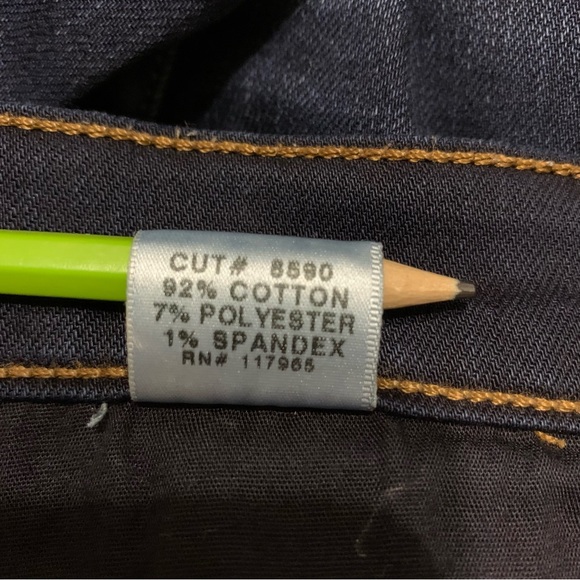 CUT# 8590
92% COTTON
7% POLYESTER
1% SPANDEX
RN# 117965